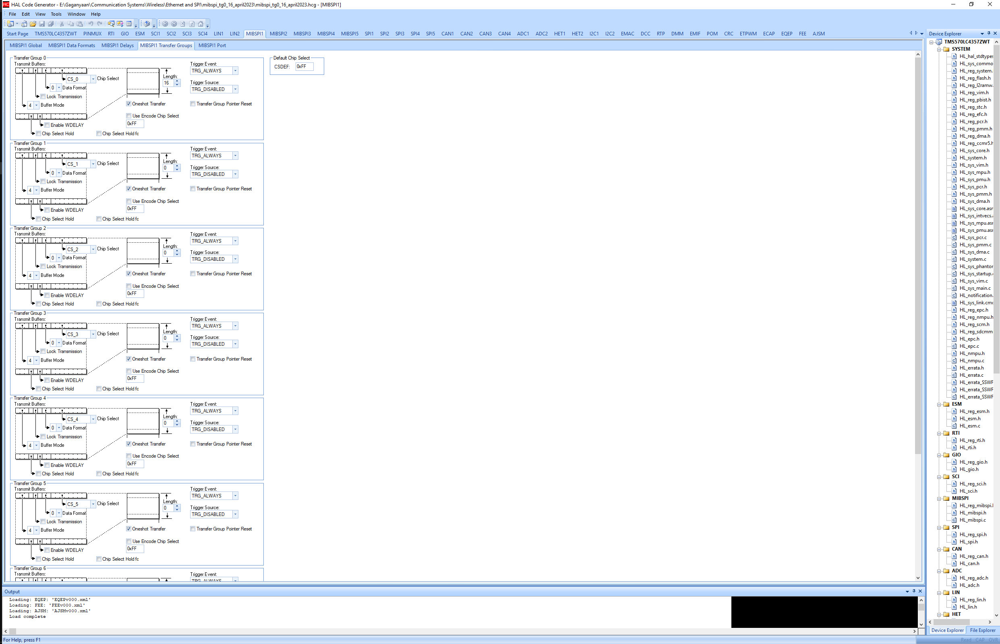 HAL Code Generator - E:\Gaganyaan\Communication Systems\Wireless\Ethernet and SPI\mibspi_tg0_16_april2023\mibspi_tg0_16_april2023.hcg - [MIBSPI1]
File Edit View Tools Window Help
Start Page TMS570LC4357ZWT PINMUX RTI GIO ESM SCI1 SCI2 SCI3 SCI4 LIN1 LIN2 MIBSPI1 MIBSPI2 MIBSPI3 MIBSPI4 MIBSPI5 SPI1 SPI2 SPI3 SPI4 SPI5 CAN1 CAN2 CAN3 CAN4 ADC1 ADC2 HET1 HET2 I2C1 I2C2 EMAC DCC RTP DMM EMIF POM CRC ETPWM ECAP EQEP FEE AJSM
MIBSPI1 Global MIBSPI1 Data Formats MIBSPI1 Delays MIBSPI1 Transfer Groups MIBSPI1 Port
Transfer Group 0
Transmit Buffers:
CS_0 Chip Select
0 Data Format
Lock Transmission
4 Buffer Mode
Enable WDELAY
Chip Select Hold
Chip Select Hold fc
Length:
16
Oneshot Transfer
Use Encode Chip Select
0xFF
Trigger Event:
TRG_ALWAYS
Trigger Source:
TRG_DISABLED
Transfer Group Pointer Reset
Default Chip Select
CSDEF: 0xFF
Transfer Group 1
Transmit Buffers:
CS_1 Chip Select
0 Data Format
Lock Transmission
4 Buffer Mode
Enable WDELAY
Chip Select Hold
Chip Select Hold fc
Length:
0
Oneshot Transfer
Use Encode Chip Select
0xFF
Trigger Event:
TRG_ALWAYS
Trigger Source:
TRG_DISABLED
Transfer Group Pointer Reset
Transfer Group 2
Transmit Buffers:
CS_2 Chip Select
0 Data Format
Lock Transmission
4 Buffer Mode
Enable WDELAY
Chip Select Hold
Chip Select Hold fc
Length:
0
Oneshot Transfer
Use Encode Chip Select
0xFF
Trigger Event:
TRG_ALWAYS
Trigger Source:
TRG_DISABLED
Transfer Group Pointer Reset
Transfer Group 3
Transmit Buffers:
CS_3 Chip Select
0 Data Format
Lock Transmission
4 Buffer Mode
Enable WDELAY
Chip Select Hold
Chip Select Hold fc
Length:
0
Oneshot Transfer
Use Encode Chip Select
0xFF
Trigger Event:
TRG_ALWAYS
Trigger Source:
TRG_DISABLED
Transfer Group Pointer Reset
Transfer Group 4
Transmit Buffers:
CS_4 Chip Select
0 Data Format
Lock Transmission
4 Buffer Mode
Enable WDELAY
Chip Select Hold
Chip Select Hold fc
Length:
0
Oneshot Transfer
Use Encode Chip Select
0xFF
Trigger Event:
TRG_ALWAYS
Trigger Source:
TRG_DISABLED
Transfer Group Pointer Reset
Transfer Group 5
Transmit Buffers:
CS_5 Chip Select
0 Data Format
Lock Transmission
4 Buffer Mode
Enable WDELAY
Chip Select Hold
Chip Select Hold fc
Length:
0
Oneshot Transfer
Use Encode Chip Select
0xFF
Trigger Event:
TRG_ALWAYS
Trigger Source:
TRG_DISABLED
Transfer Group Pointer Reset
Transfer Group 6
Transmit Buffers:
Trigger Event:
TRG_ALWAYS
Output
Loading: EQEP: 'EQEPv000.xml'
Loading: FEE: 'FEEv000.xml'
Loading: AJSM: 'AJSMv000.xml'
Load complete
For Help, press F1
Device Explorer
TMS570LC4357ZWT
SYSTEM
HL_hal_stdtypes
HL_sys_commo
HL_reg_system.
HL_reg_flash.h
HL_reg_l2ramw.
HL_reg_vim.h
HL_reg_pbist.h
HL_reg_stc.h
HL_reg_efc.h
HL_reg_pcr.h
HL_reg_pmm.h
HL_reg_dma.h
HL_reg_ccmr5.h
HL_sys_core.h
HL_system.h
HL_sys_vim.h
HL_sys_mpu.h
HL_sys_pmu.h
HL_sys_pcr.h
HL_sys_pmm.h
HL_sys_dma.h
HL_sys_core.asm
HL_sys_intvecs.a
HL_sys_mpu.asr
HL_sys_pmu.asr
HL_sys_pcr.c
HL_sys_pmm.c
HL_sys_dma.c
HL_system.c
HL_sys_phantor
HL_sys_startup.
HL_sys_vim.c
HL_sys_main.c
HL_notification.
HL_sys_link.cmd
HL_reg_epc.h
HL_reg_nmpu.h
HL_reg_scm.h
HL_reg_sdcmm
HL_epc.h
HL_epc.c
HL_nmpu.h
HL_nmpu.c
HL_errata.h
HL_errata.c
HL_errata_SSWF
HL_errata_SSWF
HL_errata_SSWF
ESM
HL_reg_esm.h
HL_esm.h
HL_esm.c
RTI
HL_reg_rti.h
HL_rti.h
GIO
HL_reg_gio.h
HL_gio.h
SCI
HL_reg_sci.h
HL_sci.h
MIBSPI
HL_reg_mibspi.l
HL_mibspi.h
HL_mibspi.c
SPI
HL_reg_spi.h
HL_spi.h
CAN
HL_reg_can.h
HL_can.h
ADC
HL_reg_adc.h
HL_adc.h
LIN
HL_reg_lin.h
HL_lin.h
HET
Device Explorer File Explorer
Read CAP OVR